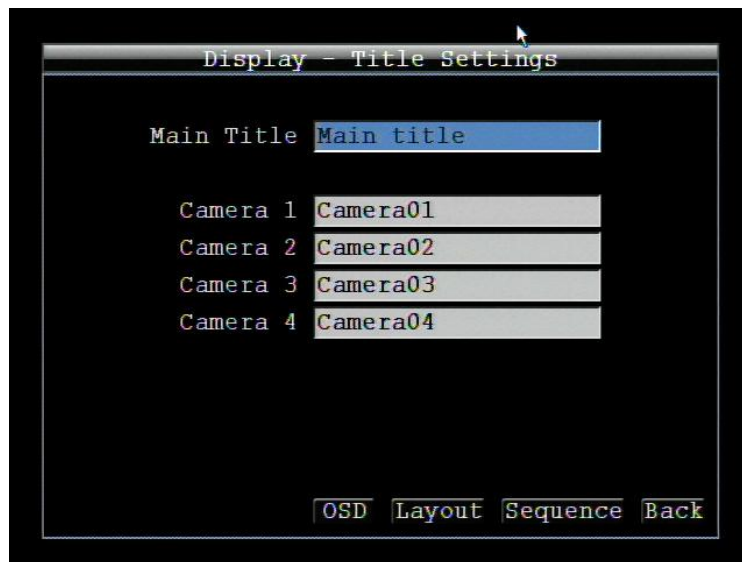 Display - Title Settings
Main Title Main title
Camera 1 Camera01
Camera 2 Camera02
Camera 3 Camera03
Camera 4 Camera04
OSD Layout Sequence Back